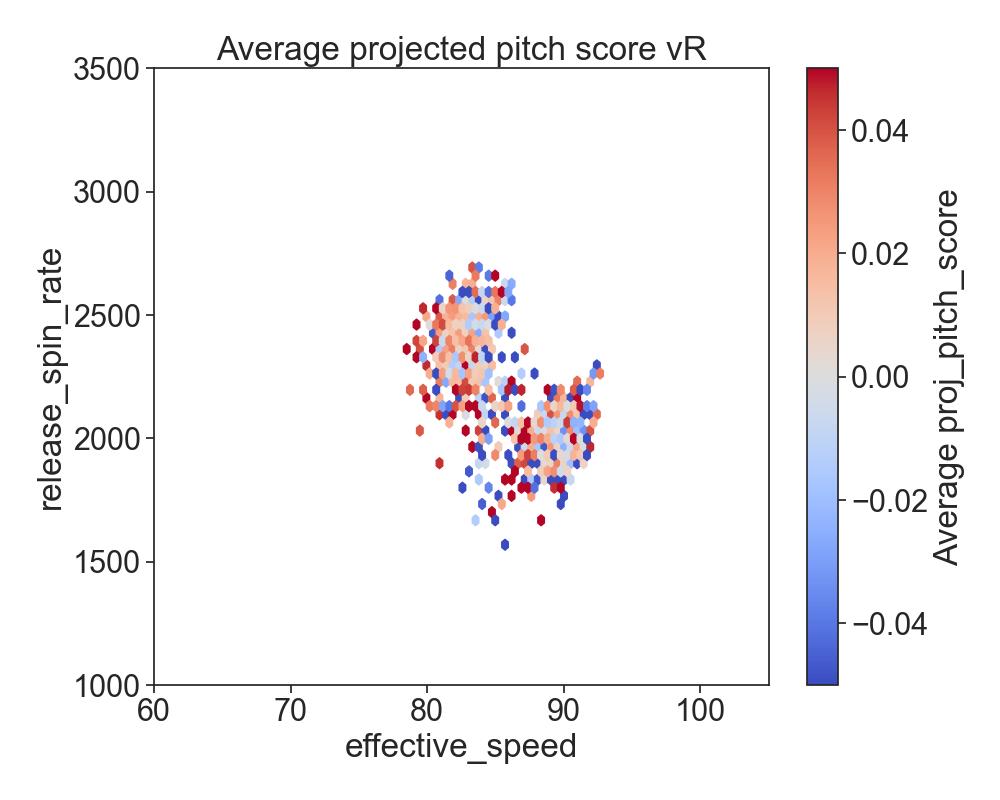 Average projected pitch score vR
3500
3000
2500
2000
1500
1000
release_spin_rate
60 70 80 90 100
effective_speed
0.04
0.02
0.00
−0.02
−0.04
Average proj_pitch_score